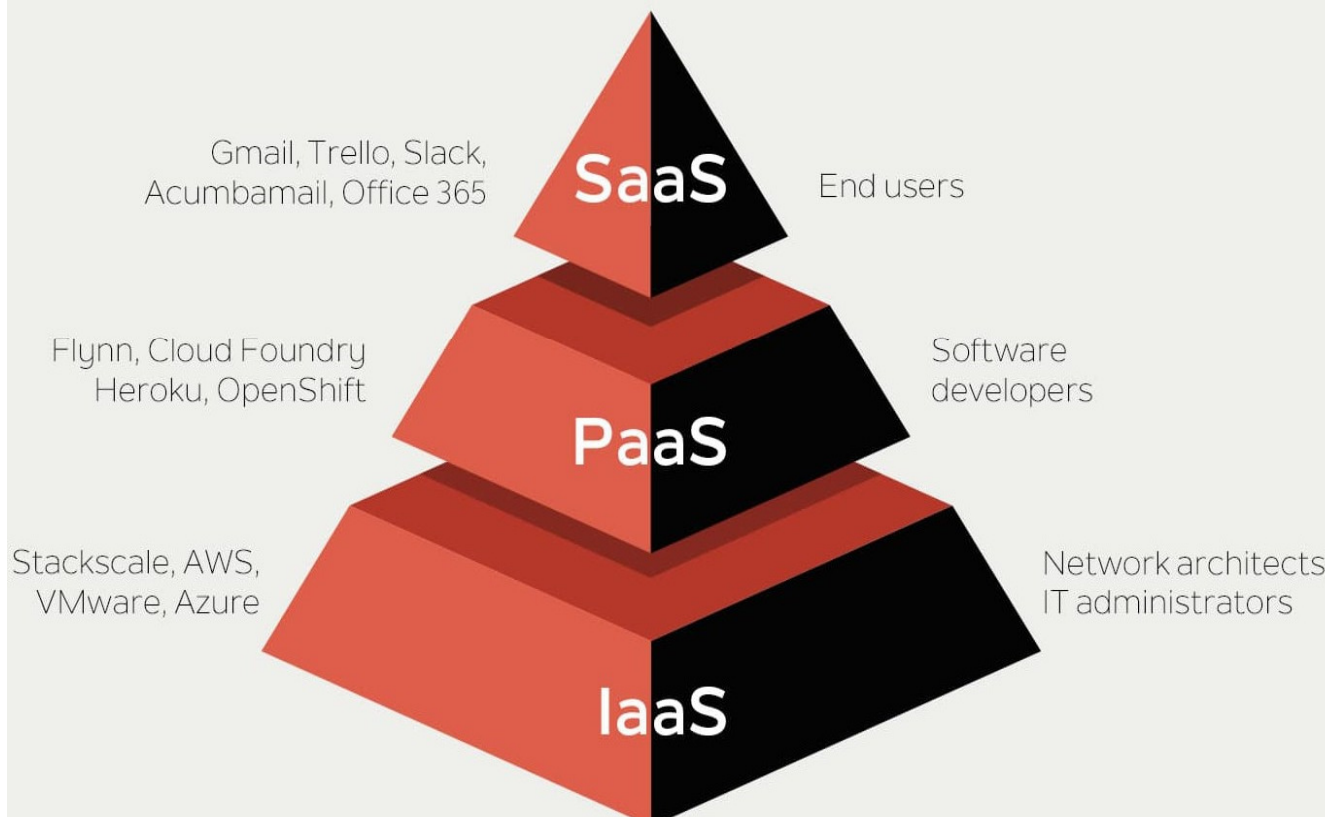 Gmail, Trello, Slack,
Acumbamail, Office 365
SaaS
End users
Flynn, Cloud Foundry
Heroku, OpenShift
PaaS
Software
developers
Stackscale, AWS,
VMware, Azure
IaaS
Network architects
IT administrators